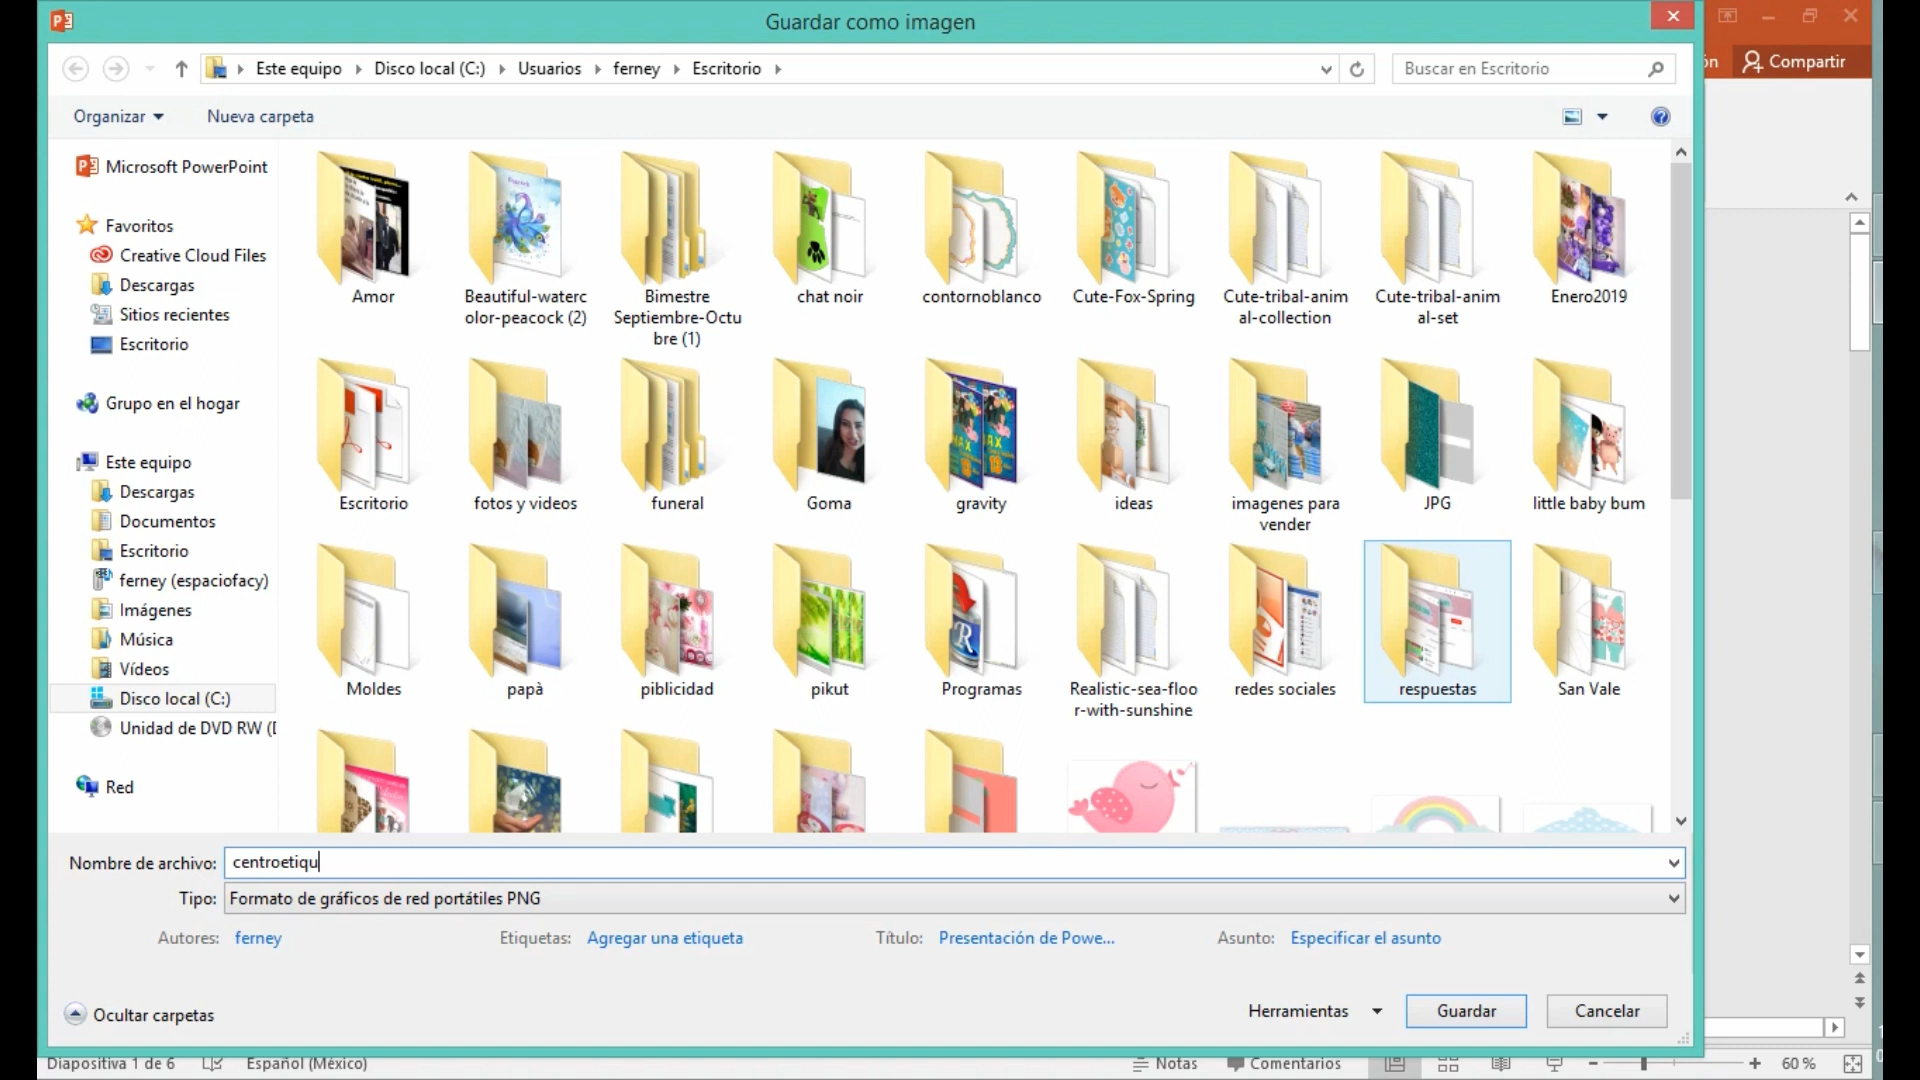 Guardar como imagen
Este equipo Disco local (C:) Usuarios ferney Escritorio
Buscar en Escritorio
Compartir
Organizar Nueva carpeta
Microsoft PowerPoint
Favoritos
Creative Cloud Files
Descargas
Sitios recientes
Escritorio
Grupo en el hogar
Este equipo
Descargas
Documentos
Escritorio
ferney (espaciofacy)
Imágenes
Música
Vídeos
Disco local (C:)
Unidad de DVD RW (
Red
Amor
Beautiful-waterc
olor-peacock (2)
Bimestre
Septiembre-Octu
bre (1)
chat noir
contornoblanco
Cute-Fox-Spring
Cute-tribal-anim
al-collection
Cute-tribal-anim
al-set
Enero2019
Escritorio
fotos y videos
funeral
Goma
gravity
ideas
imagenes para
vender
JPG
little baby bum
Moldes
papà
piblicidad
pikut
Programas
Realistic-sea-floo
r-with-sunshine
redes sociales
respuestas
San Vale
Nombre de archivo: centroetiqu
Tipo: Formato de gráficos de red portátiles PNG
Autores: ferney Etiquetas: Agregar una etiqueta Título: Presentación de Powe... Asunto: Especificar el asunto
Ocultar carpetas
Herramientas Guardar Cancelar
Diapositiva 1 de 6 Español (México) Notas Comentarios 60 %